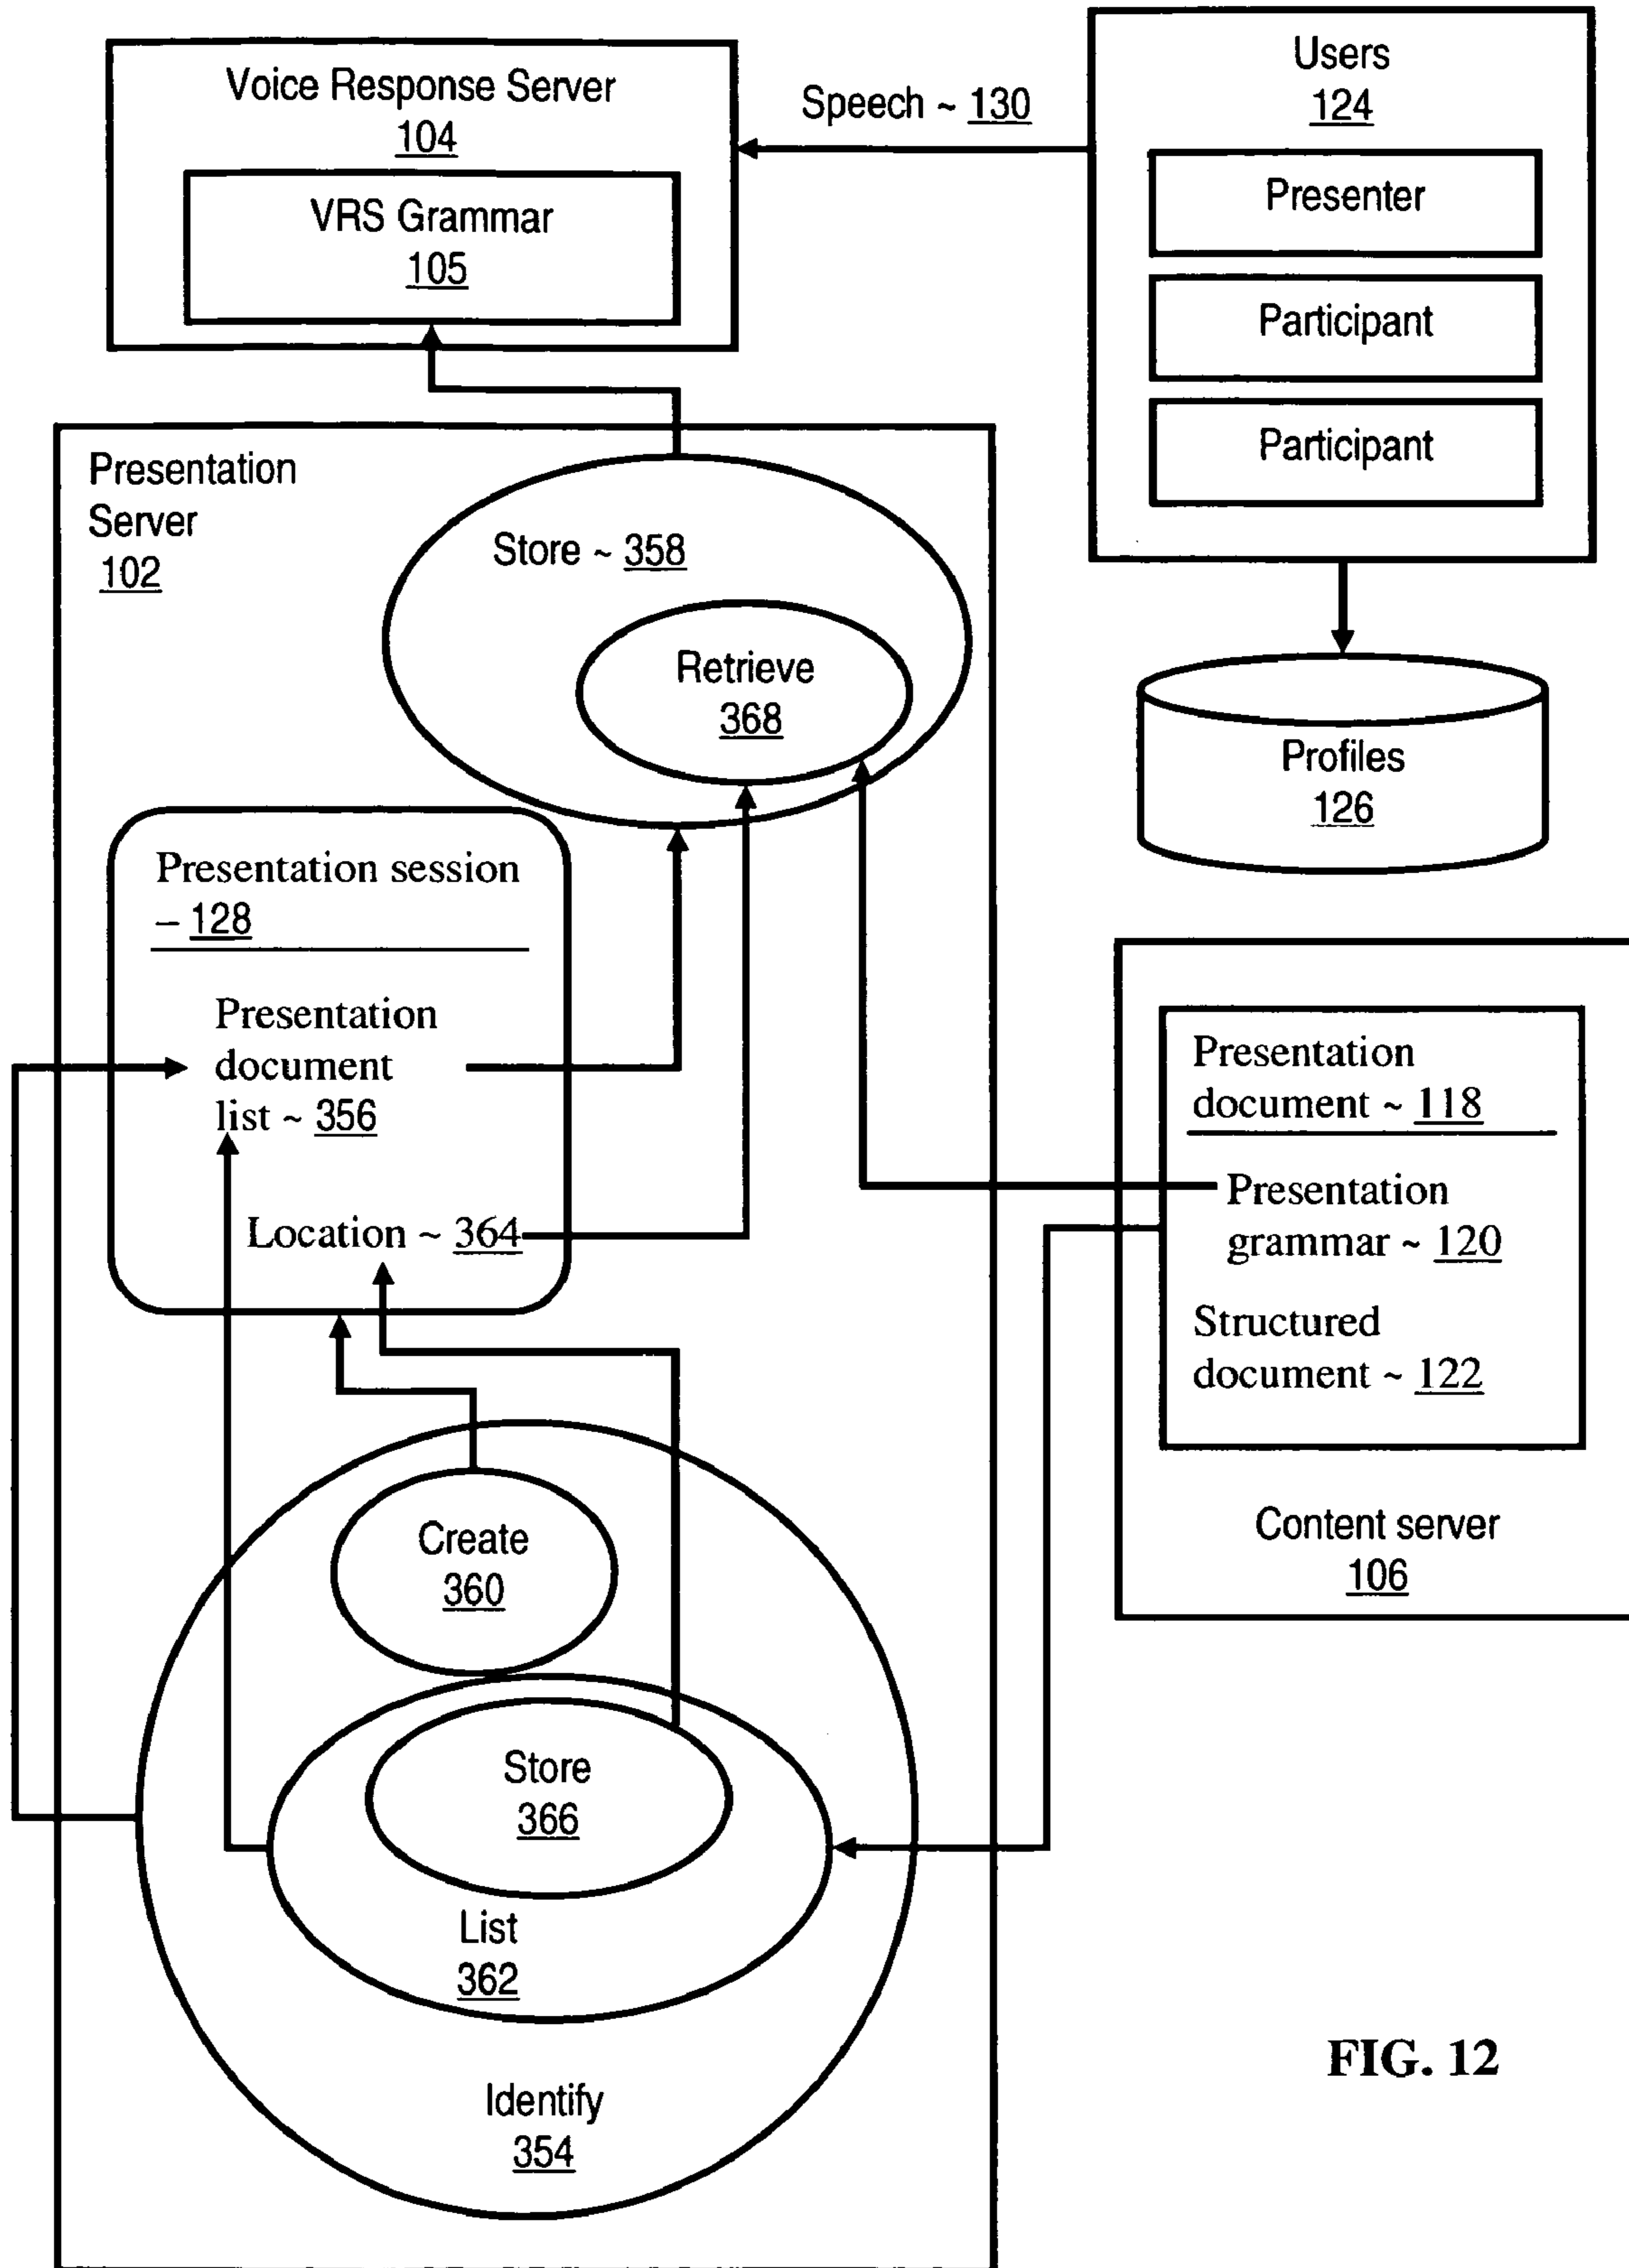 Voice Response Server
104
VRS Grammar
105
Speech ~ 130
Users
124
Presenter
Participant
Participant
Profiles
126
Presentation
Server
102
Store ~ 358
Retrieve
368
Presentation session
– 128
Presentation
document
list ~ 356
Location ~ 364
Presentation
document ~ 118
Presentation
grammar ~ 120
Structured
document ~ 122
Content server
106
Create
360
Store
366
List
362
Identify
354
FIG. 12